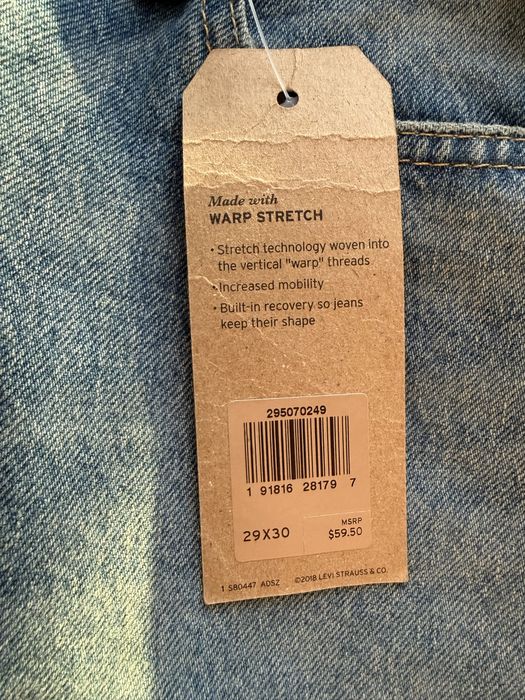 Made with
WARP STRETCH
• Stretch technology woven into
the vertical "warp" threads
• Increased mobility
• Built-in recovery so jeans
keep their shape
295070249
1 91816 28179 7
29X30
MSRP
$59.50
1 S80447 ADSZ ©2018 LEVI STRAUSS & CO.